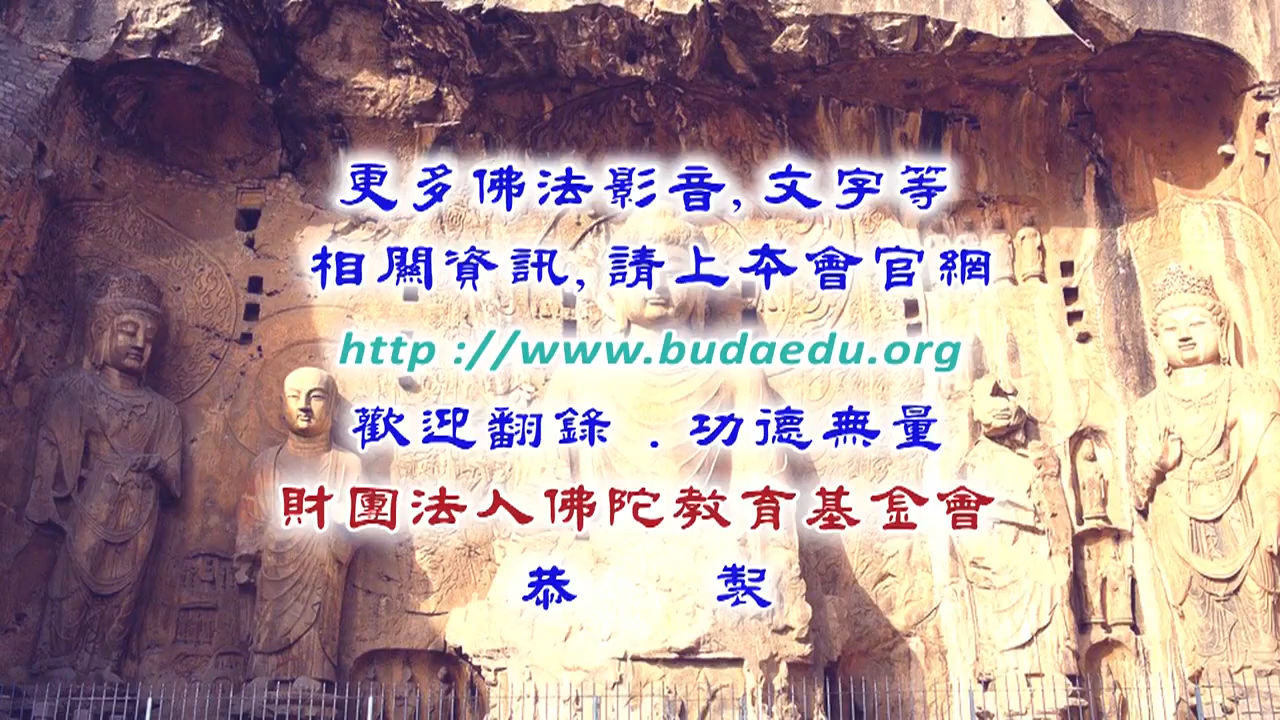 更多佛法影音,文字等
相關資訊,請上本會官網
http ://www.budaedu.org
歡迎翻錄 . 功德無量
財團法人佛陀教育基金會
恭 製